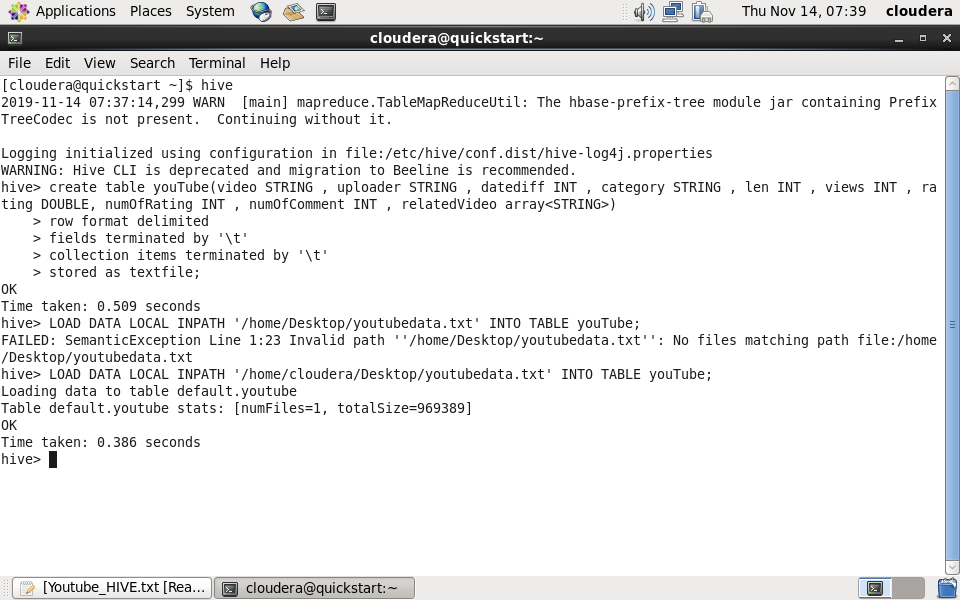 Applications Places System Thu Nov 14, 07:39 cloudera
cloudera@quickstart:~
File Edit View Search Terminal Help
[cloudera@quickstart ~]$ hive
2019-11-14 07:37:14,299 WARN  [main] mapreduce.TableMapReduceUtil: The hbase-prefix-tree module jar containing Prefix
TreeCodec is not present.  Continuing without it.
Logging initialized using configuration in file:/etc/hive/conf.dist/hive-log4j.properties
WARNING: Hive CLI is deprecated and migration to Beeline is recommended.
hive> create table youTube(video STRING , uploader STRING , datediff INT , category STRING , len INT , views INT , ra
ting DOUBLE, numOfRating INT , numOfComment INT , relatedVideo array<STRING>)
    > row format delimited
    > fields terminated by '\t'
    > collection items terminated by '\t'
    > stored as textfile;
OK
Time taken: 0.509 seconds
hive> LOAD DATA LOCAL INPATH '/home/Desktop/youtubedata.txt' INTO TABLE youTube;
FAILED: SemanticException Line 1:23 Invalid path ''/home/Desktop/youtubedata.txt'': No files matching path file:/home
/Desktop/youtubedata.txt
hive> LOAD DATA LOCAL INPATH '/home/cloudera/Desktop/youtubedata.txt' INTO TABLE youTube;
Loading data to table default.youtube
Table default.youtube stats: [numFiles=1, totalSize=969389]
OK
Time taken: 0.386 seconds
hive>
[Youtube_HIVE.txt [Rea... cloudera@quickstart:~